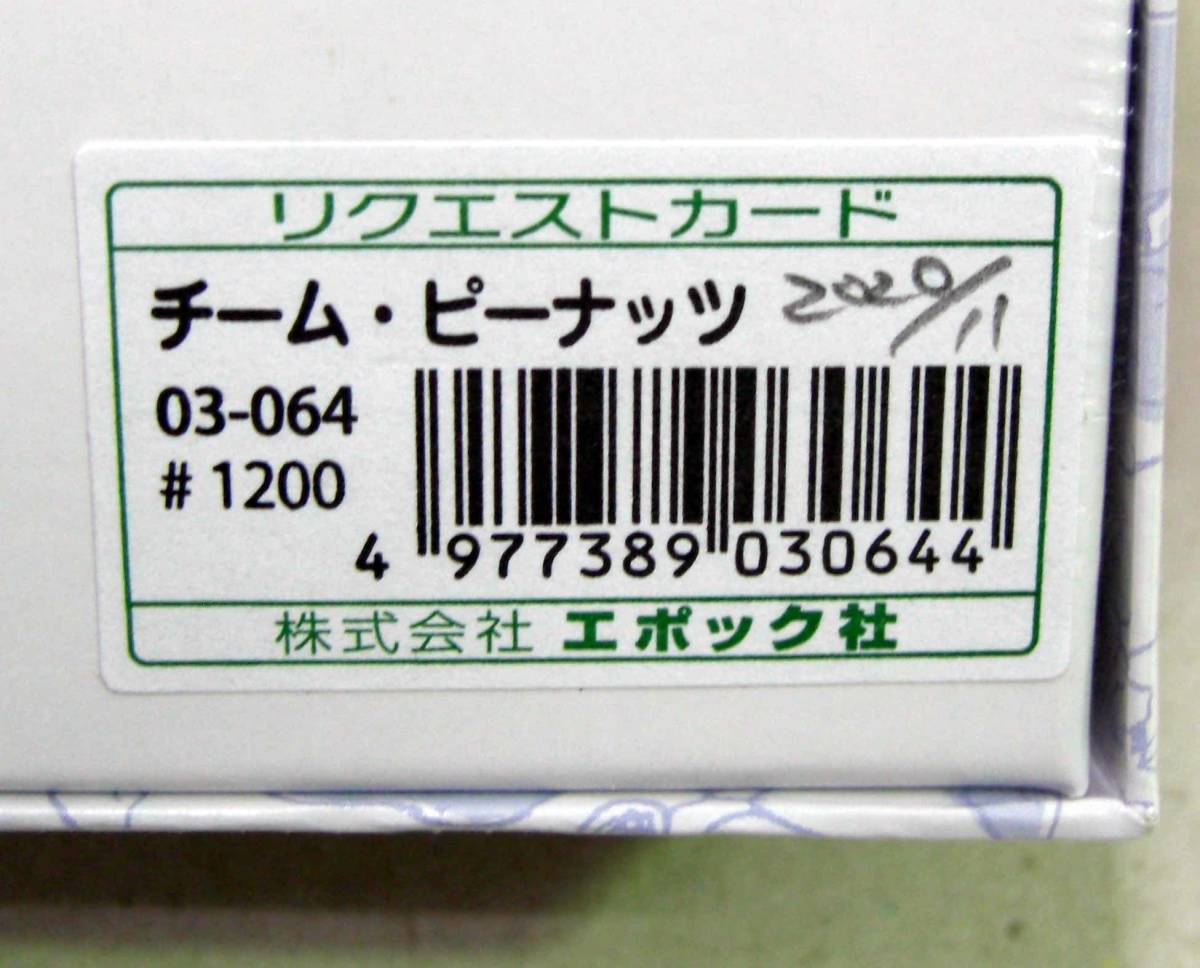 リクエストカード
チーム・ピーナッツ 2020/11
03-064
#1200
4 977389 030644
株式会社 エポック社